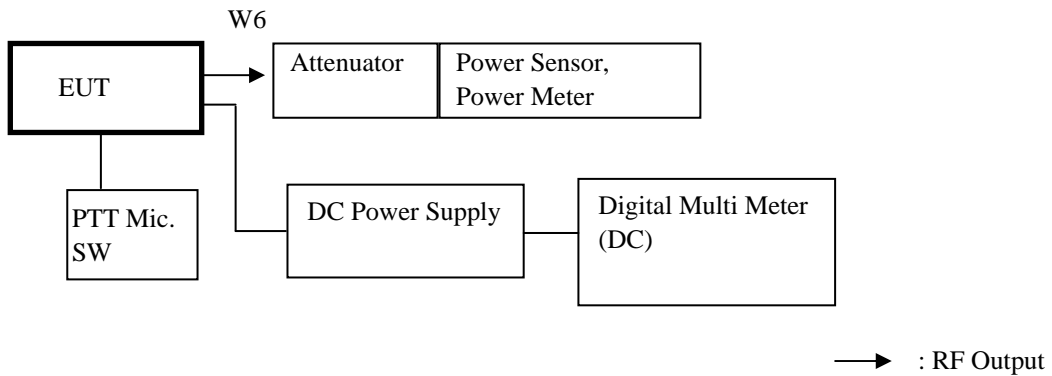 W6
EUT
Attenuator
Power Sensor,
Power Meter
PTT Mic.
SW
DC Power Supply
Digital Multi Meter
(DC)
: RF Output